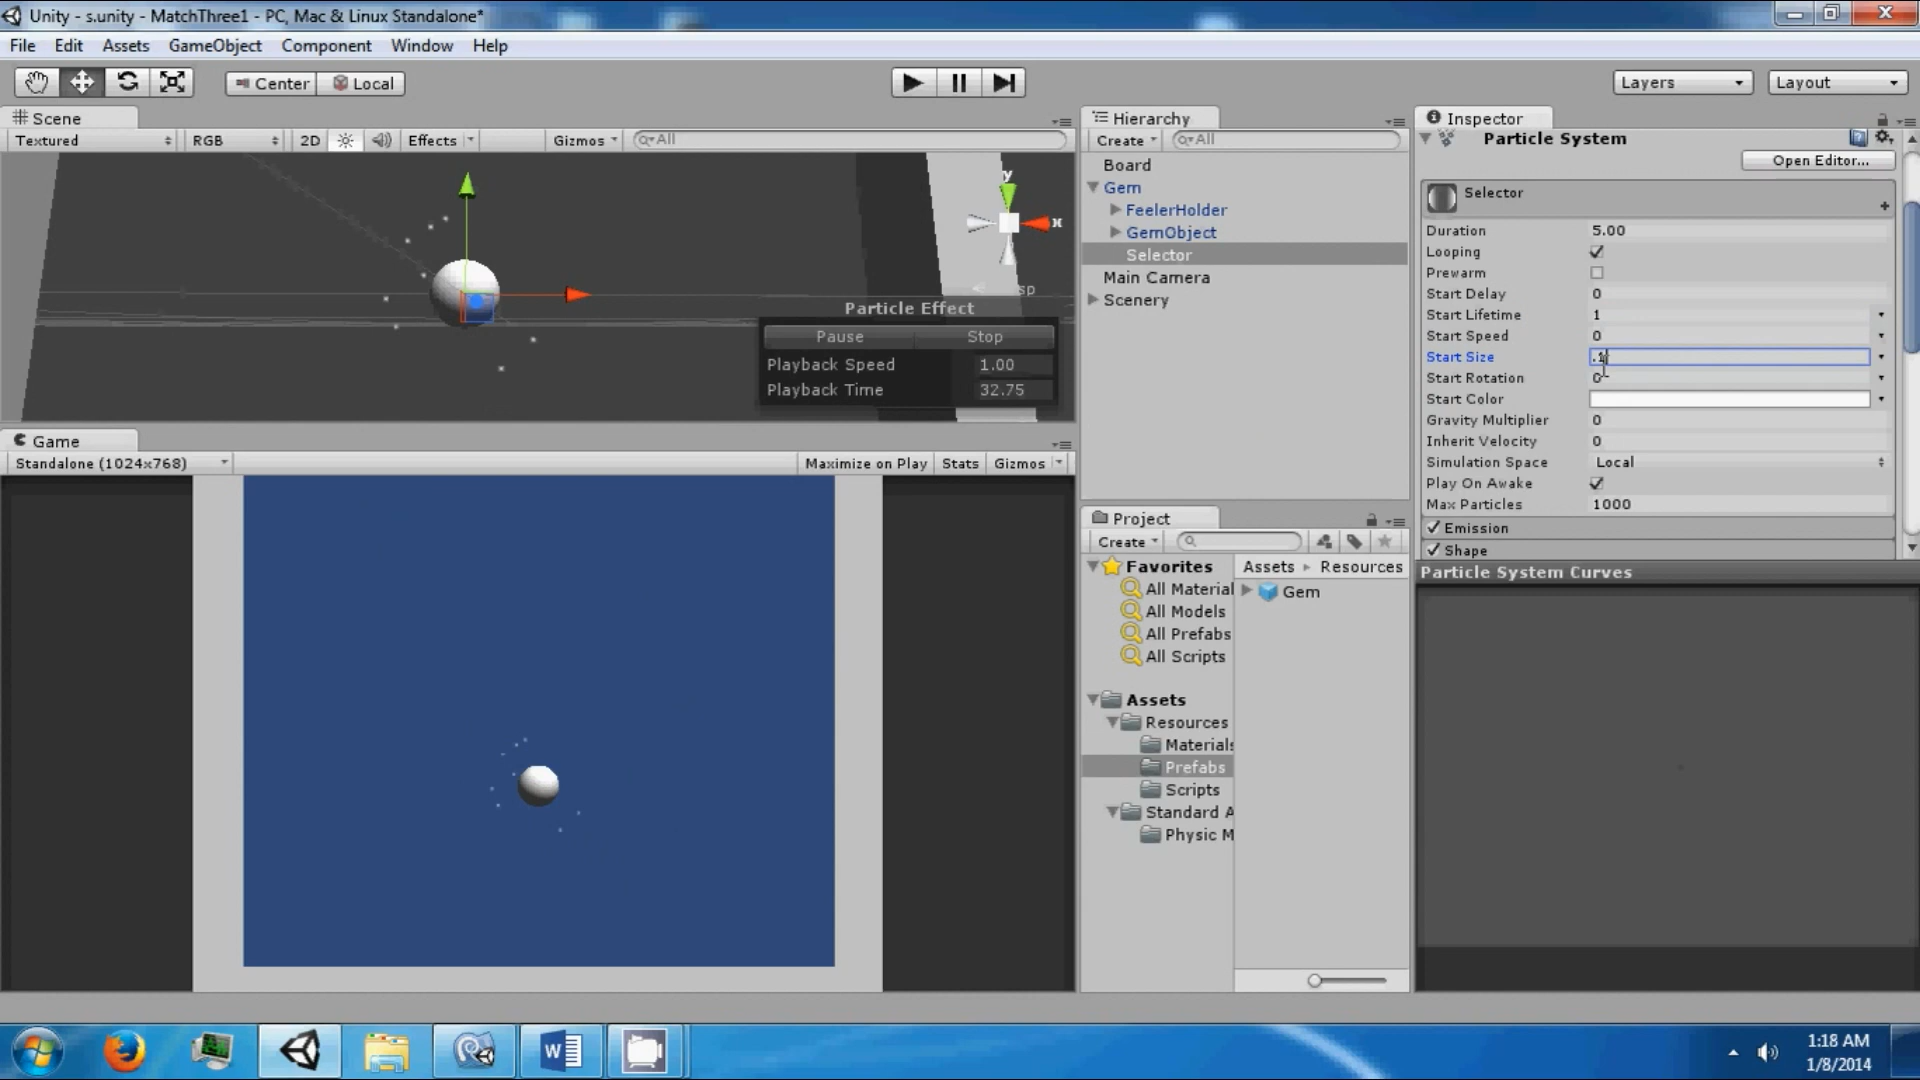 Unity - s.unity - MatchThree1 - PC, Mac & Linux Standalone*
File Edit Assets GameObject Component Window Help
Center Local
Layers Layout
Scene
Textured RGB 2D Effects Gizmos All
y
x
Particle Effect
Pause Stop
Playback Speed 1.00
Playback Time 32.75
Game
Standalone (1024x768) Maximize on Play Stats Gizmos
Hierarchy
Create All
Board
Gem
FeelerHolder
GemObject
Selector
Main Camera
Scenery
Project
Create
Favorites
All Material
All Models
All Prefabs
All Scripts
Assets
Resources
Materials
Prefabs
Scripts
Standard A
Physic M
Assets Resources
Gem
Inspector
Particle System
Open Editor...
Selector
Duration 5.00
Looping
Prewarm
Start Delay 0
Start Lifetime 1
Start Speed 0
Start Size .1
Start Rotation 0
Start Color
Gravity Multiplier 0
Inherit Velocity 0
Simulation Space Local
Play On Awake
Max Particles 1000
Emission
Shape
Particle System Curves
1:18 AM
1/8/2014